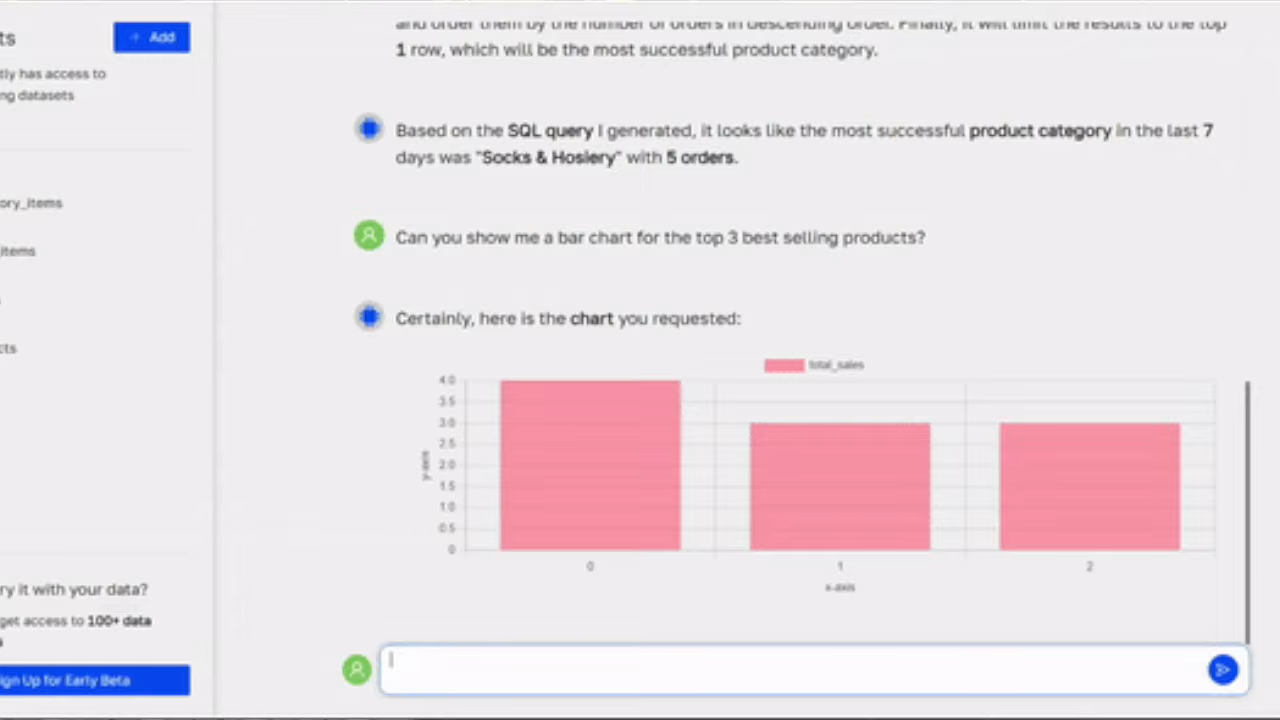 ts
+ Add
tly has access to
ng datasets
ory_items
items
cts
ry it with your data?
get access to 100+ data
s
ign Up for Early Beta
and order them by the number of orders in descending order. Finally, it will limit the results to the top
1 row, which will be the most successful product category.
Based on the SQL query I generated, it looks like the most successful product category in the last 7
days was "Socks & Hosiery" with 5 orders.
Can you show me a bar chart for the top 3 best selling products?
Certainly, here is the chart you requested:
total_sales
4.0
3.5
3.0
2.5
2.0
1.5
1.0
0.5
0
y-axis
0 1 2
x-axis